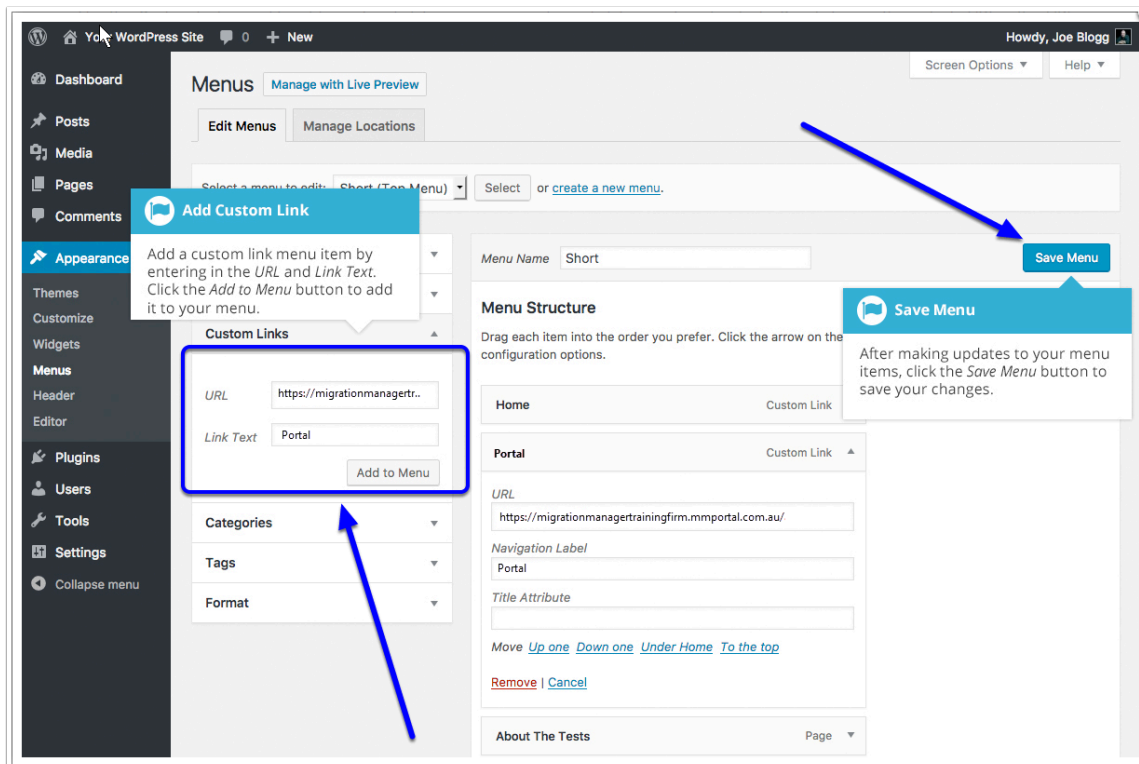 Your WordPress Site 0 + New
Howdy, Joe Blogg
Screen Options ▼
Help ▼
Dashboard
Posts
Media
Pages
Comments
Appearance
Themes
Customize
Widgets
Menus
Header
Editor
Plugins
Users
Tools
Settings
Collapse menu
Menus
Manage with Live Preview
Edit Menus
Manage Locations
Select a menu to edit: Short (Top Menu)
Select
or create a new menu.
Add Custom Link
Add a custom link menu item by
entering in the URL and Link Text.
Click the Add to Menu button to add
it to your menu.
Custom Links
URL
https://migrationmanagertr..
Link Text
Portal
Add to Menu
Categories
Tags
Format
Menu Name
Short
Save Menu
Menu Structure
Drag each item into the order you prefer. Click the arrow on the
configuration options.
Save Menu
After making updates to your menu
items, click the Save Menu button to
save your changes.
Home
Custom Link
Portal
Custom Link
URL
https://migrationmanagertrainingfirm.mmportal.com.au/
Navigation Label
Portal
Title Attribute
Move Up one Down one Under Home To the top
Remove | Cancel
About The Tests
Page